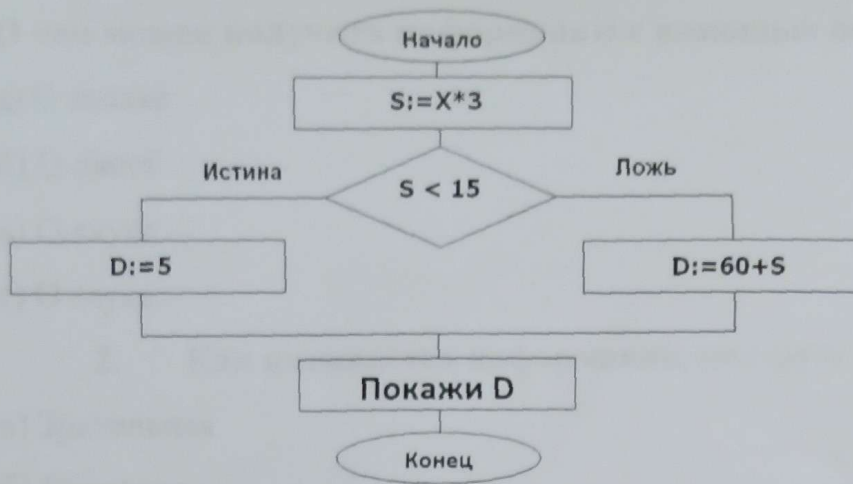 Начало
S:=X*3
Истина
S < 15
Ложь
D:=5
D:=60+S
Покажи D
Конец